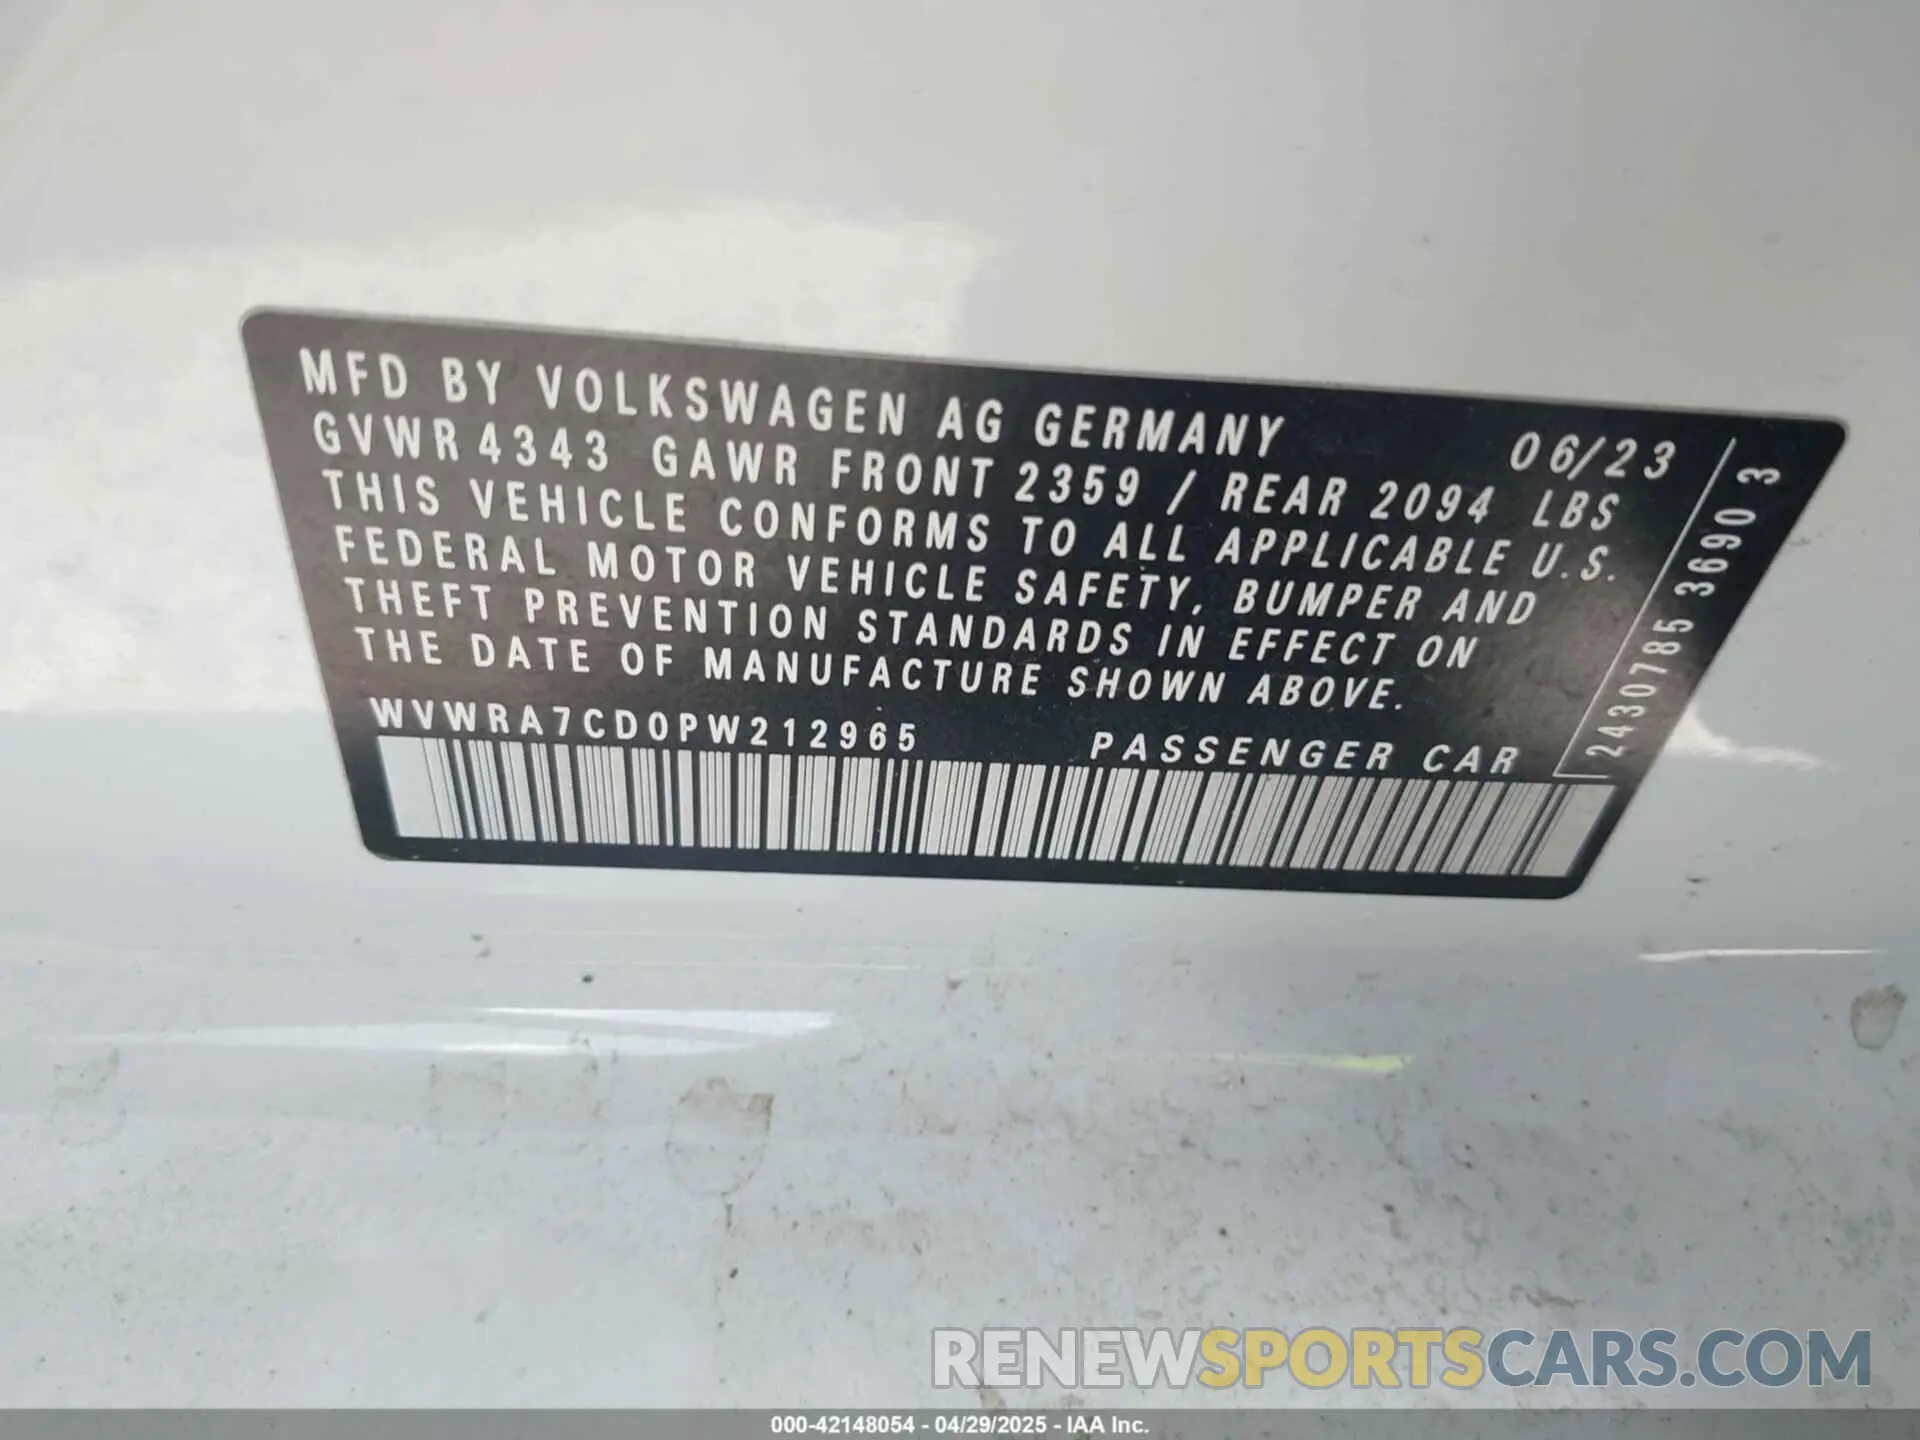 MFD BY VOLKSWAGEN AG GERMANY 06/23
GVWR 4343 GAWR FRONT 2359 / REAR 2094 LBS
THIS VEHICLE CONFORMS TO ALL APPLICABLE U.S.
FEDERAL MOTOR VEHICLE SAFETY, BUMPER AND
THEFT PREVENTION STANDARDS IN EFFECT ON
THE DATE OF MANUFACTURE SHOWN ABOVE.
WVWRA7CD0PW212965 PASSENGER CAR
2430785 3690 3
RENEWSPORTSCARS.COM
000-42148054 - 04/29/2025 - IAA Inc.